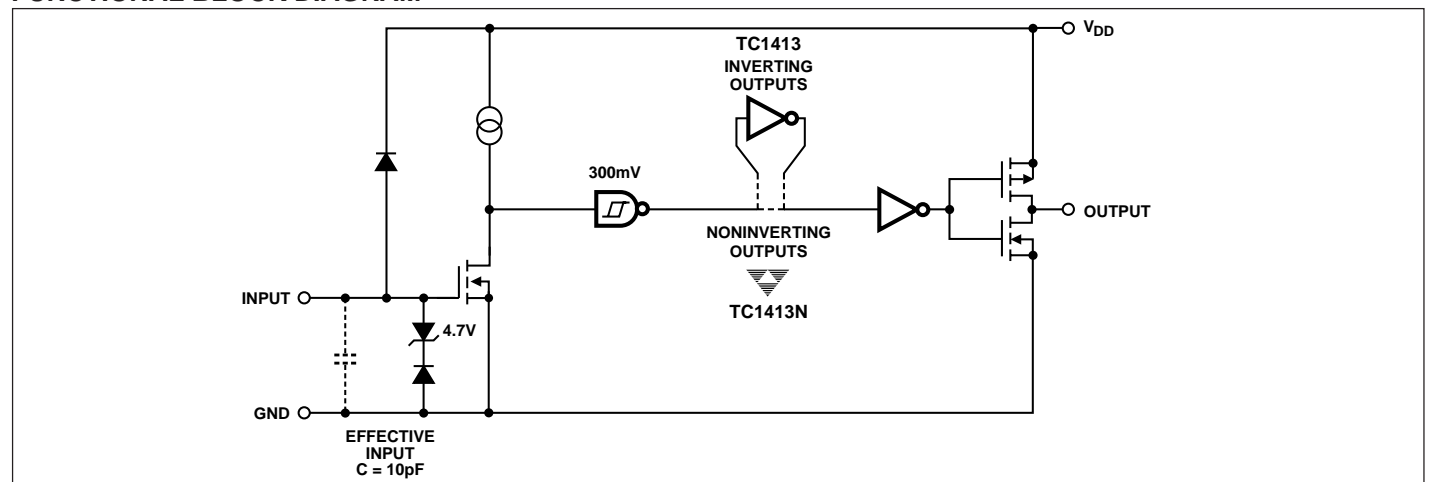 V_DD
TC1413
INVERTING
OUTPUTS
300mV
NONINVERTING
OUTPUTS
TC1413N
OUTPUT
INPUT
4.7V
GND
EFFECTIVE
INPUT
C = 10pF